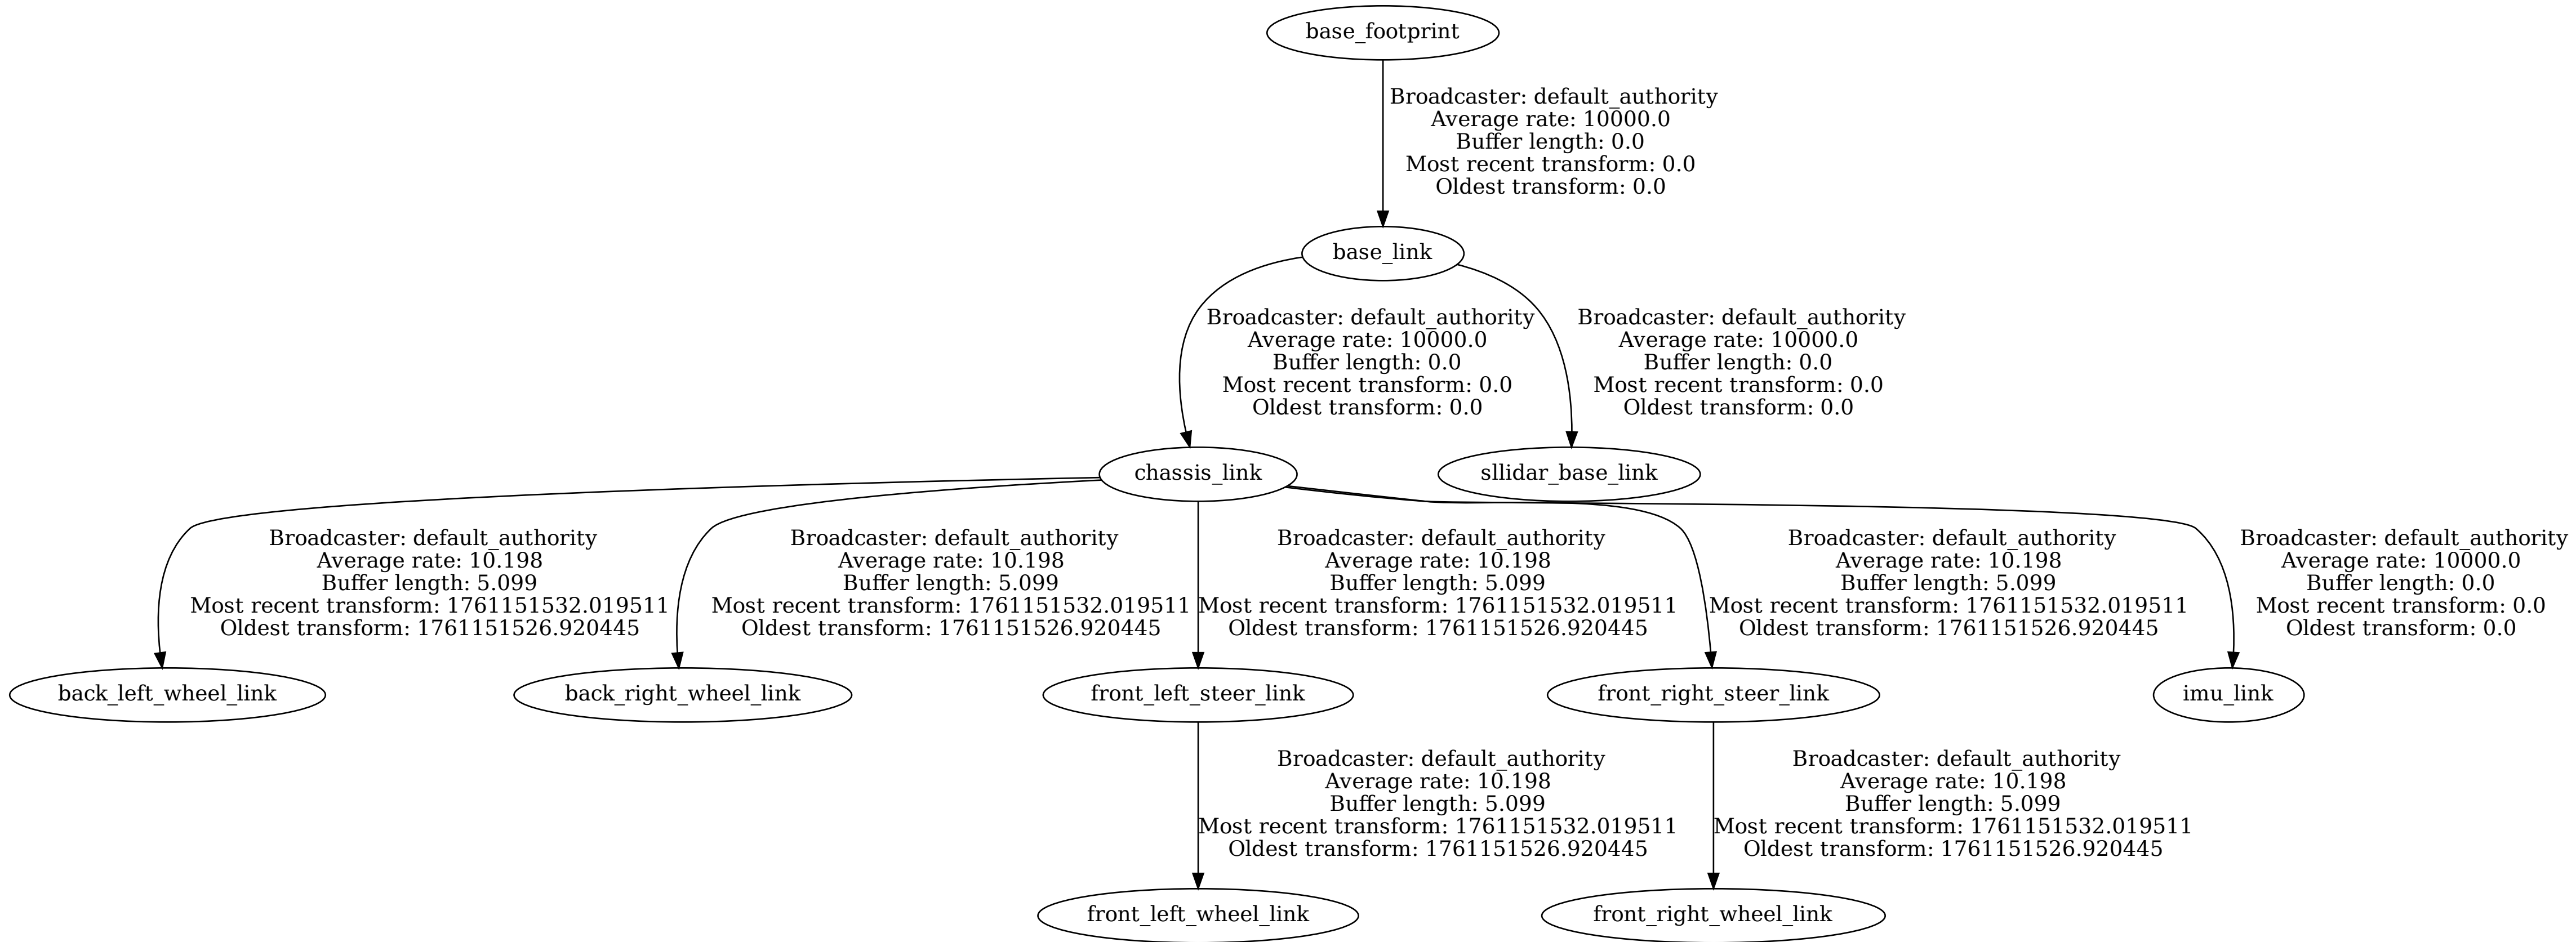 base_footprint
Broadcaster: default_authority
Average rate: 10000.0
Buffer length: 0.0
Most recent transform: 0.0
Oldest transform: 0.0
base_link
Broadcaster: default_authority
Average rate: 10000.0
Buffer length: 0.0
Most recent transform: 0.0
Oldest transform: 0.0
Broadcaster: default_authority
Average rate: 10000.0
Buffer length: 0.0
Most recent transform: 0.0
Oldest transform: 0.0
chassis_link
sllidar_base_link
Broadcaster: default_authority
Average rate: 10.198
Buffer length: 5.099
Most recent transform: 1761151532.019511
Oldest transform: 1761151526.920445
Broadcaster: default_authority
Average rate: 10.198
Buffer length: 5.099
Most recent transform: 1761151532.019511
Oldest transform: 1761151526.920445
Broadcaster: default_authority
Average rate: 10.198
Buffer length: 5.099
Most recent transform: 1761151532.019511
Oldest transform: 1761151526.920445
Broadcaster: default_authority
Average rate: 10.198
Buffer length: 5.099
Most recent transform: 1761151532.019511
Oldest transform: 1761151526.920445
Broadcaster: default_authority
Average rate: 10000.0
Buffer length: 0.0
Most recent transform: 0.0
Oldest transform: 0.0
back_left_wheel_link
back_right_wheel_link
front_left_steer_link
front_right_steer_link
imu_link
Broadcaster: default_authority
Average rate: 10.198
Buffer length: 5.099
Most recent transform: 1761151532.019511
Oldest transform: 1761151526.920445
Broadcaster: default_authority
Average rate: 10.198
Buffer length: 5.099
Most recent transform: 1761151532.019511
Oldest transform: 1761151526.920445
front_left_wheel_link
front_right_wheel_link